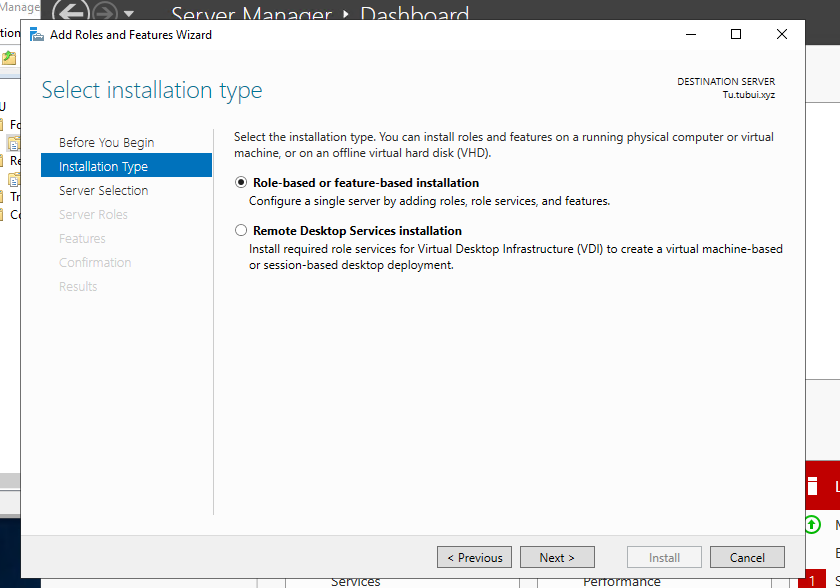 Manage
Server Manager ‣ Dashboard
Add Roles and Features Wizard
Select installation type
DESTINATION SERVER
Tu.tubui.xyz
Before You Begin
Installation Type
Server Selection
Server Roles
Features
Confirmation
Results
Select the installation type. You can install roles and features on a running physical computer or virtual
machine, or on an offline virtual hard disk (VHD).
Role-based or feature-based installation
Configure a single server by adding roles, role services, and features.
Remote Desktop Services installation
Install required role services for Virtual Desktop Infrastructure (VDI) to create a virtual machine-based
or session-based desktop deployment.
< Previous
Next >
Install
Cancel
1
Services
Performance